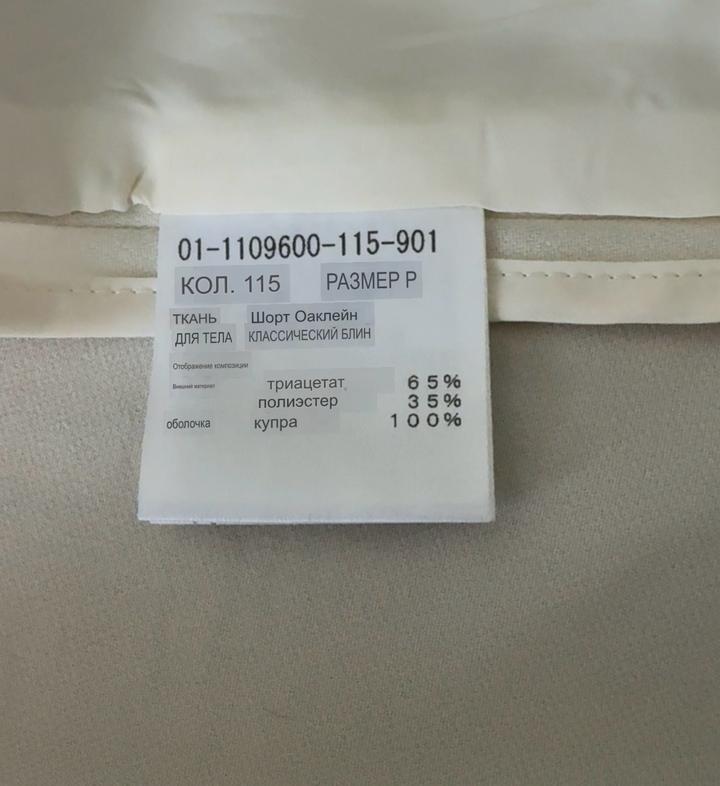 01-1109600-115-901
КОЛ. 115 РАЗМЕР Р
ТКАНЬ Шорт Оаклейн
ДЛЯ ТЕЛА КЛАССИЧЕСКИЙ БЛИН
Отображение композиции
Внешний материал триацетат 65%
полиэстер 35%
оболочка купра 100%